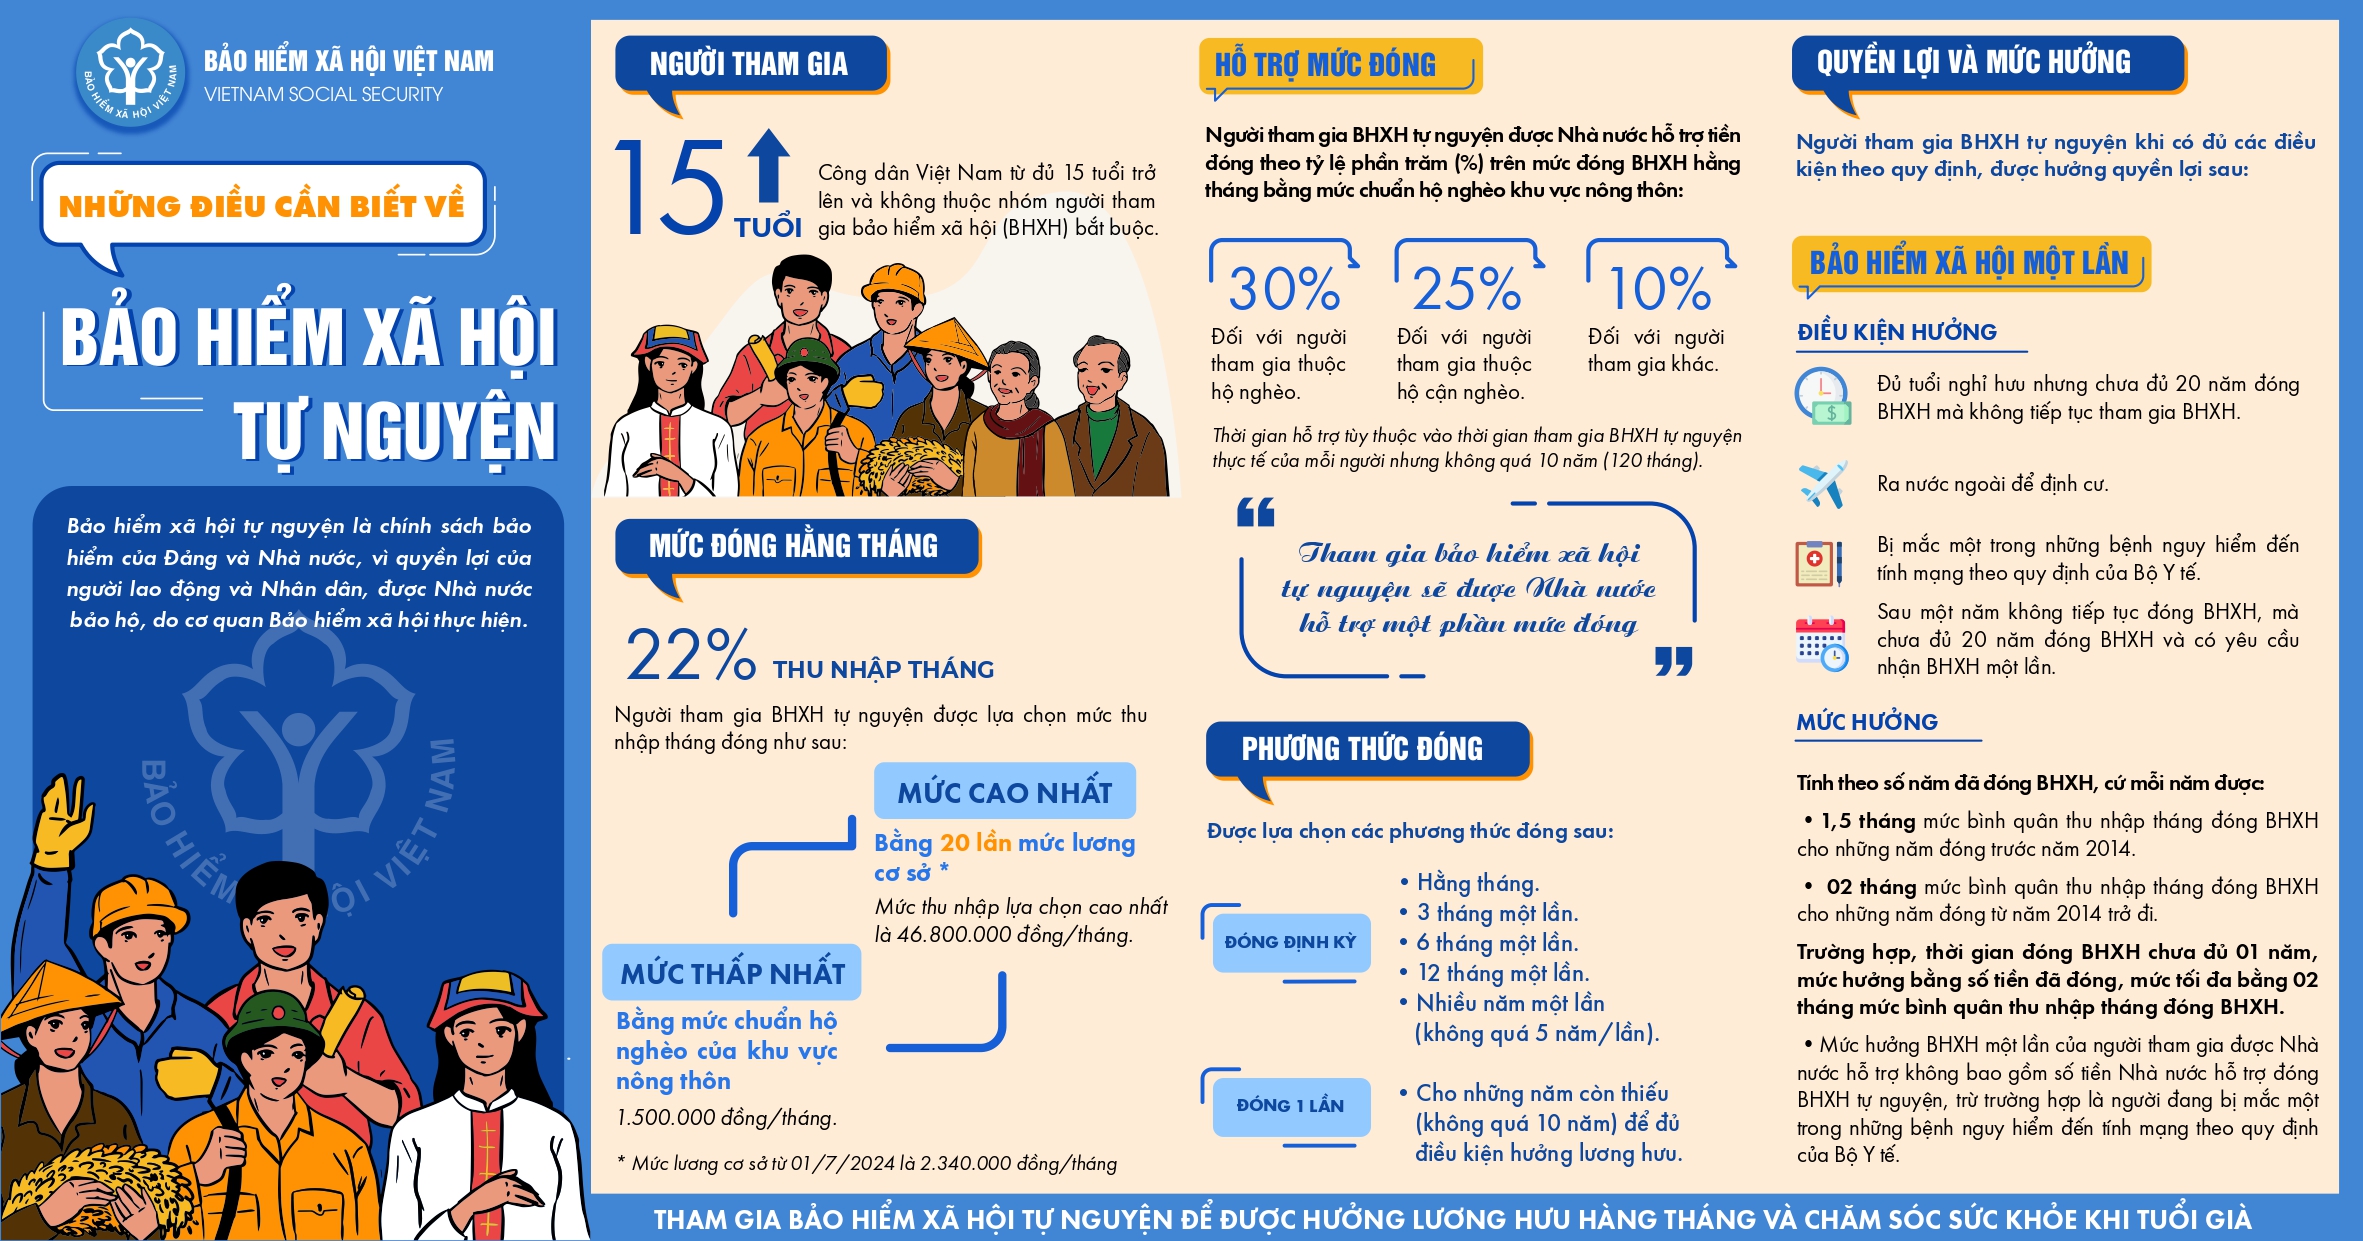 BẢO HIỂM XÃ HỘI VIỆT NAM
BẢO HIỂM XÃ HỘI VIỆT NAM
VIETNAM SOCIAL SECURITY
NHỮNG ĐIỀU CẦN BIẾT VỀ
BẢO HIỂM XÃ HỘI
TỰ NGUYỆN
Bảo hiểm xã hội tự nguyện là chính sách bảo
hiểm của Đảng và Nhà nước, vì quyền lợi của
người lao động và Nhân dân, được Nhà nước
bảo hộ, do cơ quan Bảo hiểm xã hội thực hiện.
BẢO HIỂM XÃ HỘI VIỆT NAM
NGƯỜI THAM GIA
15
TUỔI
Công dân Việt Nam từ đủ 15 tuổi trở
lên và không thuộc nhóm người tham
gia bảo hiểm xã hội (BHXH) bắt buộc.
MỨC ĐÓNG HẰNG THÁNG
22% THU NHẬP THÁNG
Người tham gia BHXH tự nguyện được lựa chọn mức thu
nhập tháng đóng như sau:
MỨC CAO NHẤT
Bằng 20 lần mức lương
cơ sở *
Mức thu nhập lựa chọn cao nhất
là 46.800.000 đồng/tháng.
MỨC THẤP NHẤT
Bằng mức chuẩn hộ
nghèo của khu vực
nông thôn
1.500.000 đồng/tháng.
* Mức lương cơ sở từ 01/7/2024 là 2.340.000 đồng/tháng
HỖ TRỢ MỨC ĐÓNG
Người tham gia BHXH tự nguyện được Nhà nước hỗ trợ tiền
đóng theo tỷ lệ phần trăm (%) trên mức đóng BHXH hằng
tháng bằng mức chuẩn hộ nghèo khu vực nông thôn:
30%
Đối với người
tham gia thuộc
hộ nghèo.
25%
Đối với người
tham gia thuộc
hộ cận nghèo.
10%
Đối với người
tham gia khác.
Thời gian hỗ trợ tùy thuộc vào thời gian tham gia BHXH tự nguyện
thực tế của mỗi người nhưng không quá 10 năm (120 tháng).
“
Tham gia bảo hiểm xã hội
tự nguyện sẽ được Nhà nước
hỗ trợ một phần mức đóng
”
PHƯƠNG THỨC ĐÓNG
Được lựa chọn các phương thức đóng sau:
ĐÓNG ĐỊNH KỲ
• Hằng tháng.
• 3 tháng một lần.
• 6 tháng một lần.
• 12 tháng một lần.
• Nhiều năm một lần
(không quá 5 năm/lần).
ĐÓNG 1 LẦN
• Cho những năm còn thiếu
(không quá 10 năm) để đủ
điều kiện hưởng lương hưu.
QUYỀN LỢI VÀ MỨC HƯỞNG
Người tham gia BHXH tự nguyện khi có đủ các điều
kiện theo quy định, được hưởng quyền lợi sau:
BẢO HIỂM XÃ HỘI MỘT LẦN
ĐIỀU KIỆN HƯỞNG
Đủ tuổi nghỉ hưu nhưng chưa đủ 20 năm đóng
BHXH mà không tiếp tục tham gia BHXH.
Ra nước ngoài để định cư.
Bị mắc một trong những bệnh nguy hiểm đến
tính mạng theo quy định của Bộ Y tế.
Sau một năm không tiếp tục đóng BHXH, mà
chưa đủ 20 năm đóng BHXH và có yêu cầu
nhận BHXH một lần.
MỨC HƯỞNG
Tính theo số năm đã đóng BHXH, cứ mỗi năm được:
• 1,5 tháng mức bình quân thu nhập tháng đóng BHXH
cho những năm đóng trước năm 2014.
• 02 tháng mức bình quân thu nhập tháng đóng BHXH
cho những năm đóng từ năm 2014 trở đi.
Trường hợp, thời gian đóng BHXH chưa đủ 01 năm,
mức hưởng bằng số tiền đã đóng, mức tối đa bằng 02
tháng mức bình quân thu nhập tháng đóng BHXH.
• Mức hưởng BHXH một lần của người tham gia được Nhà
nước hỗ trợ không bao gồm số tiền Nhà nước hỗ trợ đóng
BHXH tự nguyện, trừ trường hợp là người đang bị mắc một
trong những bệnh nguy hiểm đến tính mạng theo quy định
của Bộ Y tế.
THAM GIA BẢO HIỂM XÃ HỘI TỰ NGUYỆN ĐỂ ĐƯỢC HƯỞNG LƯƠNG HƯU HÀNG THÁNG VÀ CHĂM SÓC SỨC KHỎE KHI TUỔI GIÀ